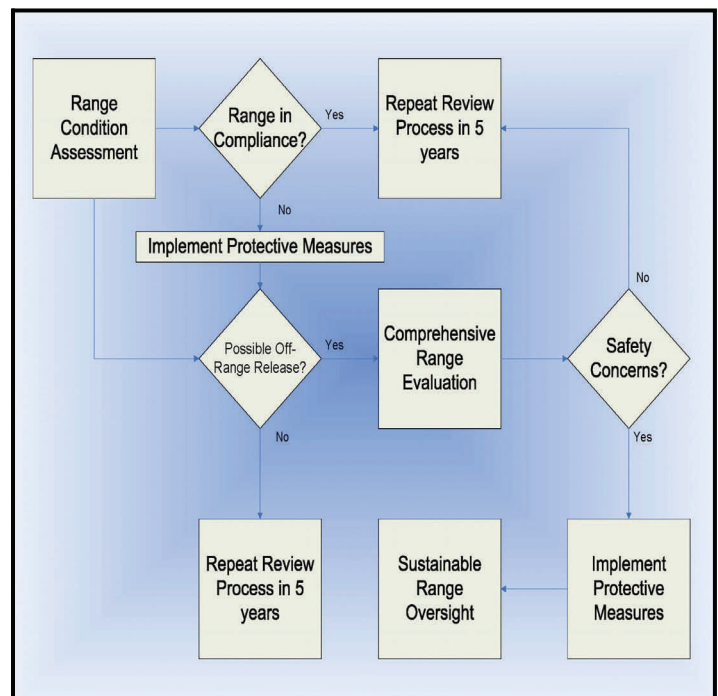 Range
Condition
Assessment
Range in
Compliance?
Yes
Repeat Review
Process in 5
years
No
Implement Protective Measures
Possible Off-
Range Release?
Yes
Comprehensive
Range
Evaluation
No
Safety
Concerns?
No
Yes
Repeat Review
Process in 5
years
Sustainable
Range
Oversight
Implement
Protective
Measures